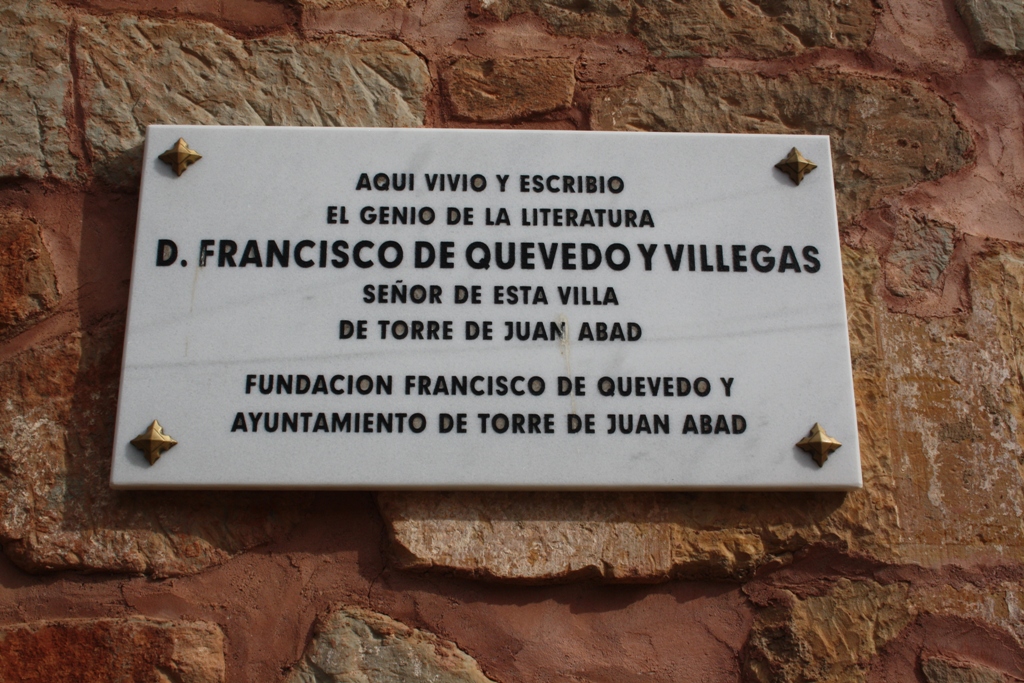 AQUI VIVIO Y ESCRIBIO
EL GENIO DE LA LITERATURA
D. FRANCISCO DE QUEVEDO Y VILLEGAS
SEÑOR DE ESTA VILLA
DE TORRE DE JUAN ABAD
FUNDACION FRANCISCO DE QUEVEDO Y
AYUNTAMIENTO DE TORRE DE JUAN ABAD